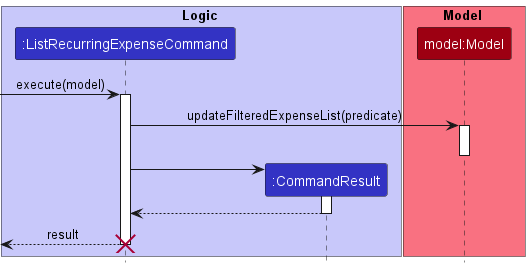 Logic
Model
:ListRecurringExpenseCommand
model:Model
execute(model)
updateFilteredExpenseList(predicate)
:CommandResult
result